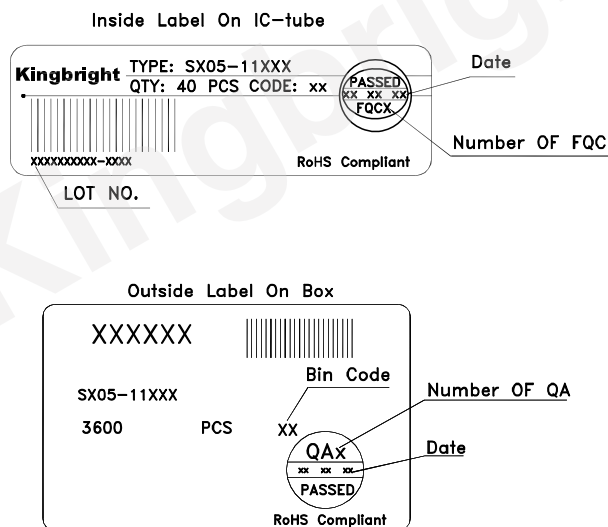 Inside Label On IC-tube
Kingbright
TYPE: SX05-11XXX
QTY: 40 PCS CODE: xx
PASSED
xx xx xx
FQCX
Date
Number OF FQC
xxxxxxxxxx-xxxx
RoHS Compliant
LOT NO.
Outside Label On Box
XXXXXX
Bin Code
SX05-11XXX
Number OF QA
3600 PCS XX
QAx
Date
xx xx xx
PASSED
RoHS Compliant
Kingbright